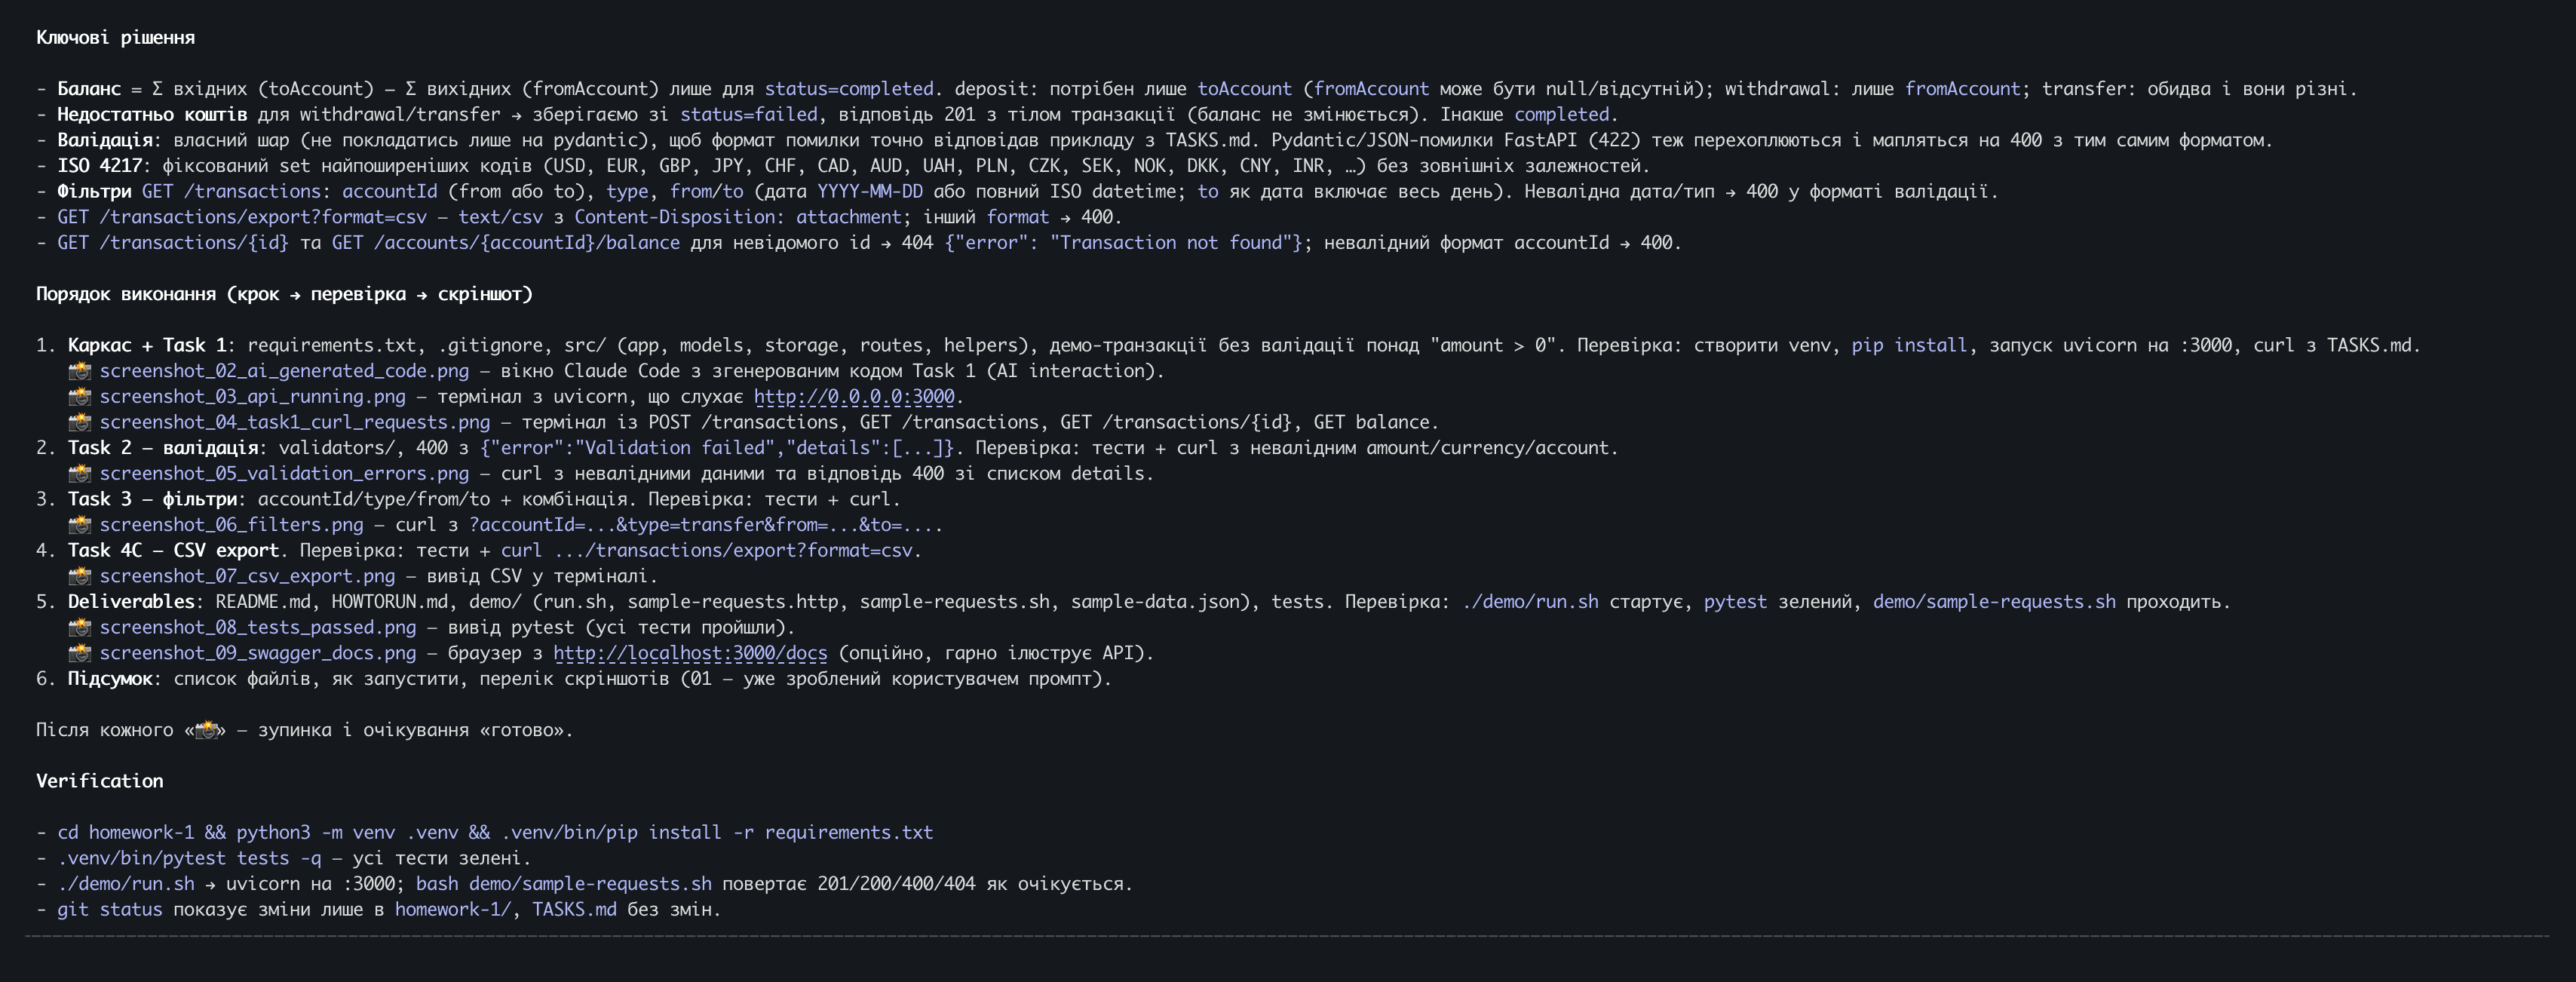 Ключові рішення
- Баланс = Σ вхідних (toAccount) − Σ вихідних (fromAccount) лише для status=completed. deposit: потрібен лише toAccount (fromAccount може бути null/відсутній); withdrawal: лише fromAccount; transfer: обидва і вони різні.
- Недостатньо коштів для withdrawal/transfer → зберігаємо зі status=failed, відповідь 201 з тілом транзакції (баланс не змінюється). Інакше completed.
- Валідація: власний шар (не покладатись лише на pydantic), щоб формат помилки точно відповідав прикладу з TASKS.md. Pydantic/JSON-помилки FastAPI (422) теж перехоплюються і мапляться на 400 з тим самим форматом.
- ISO 4217: фіксований set найпоширеніших кодів (USD, EUR, GBP, JPY, CHF, CAD, AUD, UAH, PLN, CZK, SEK, NOK, DKK, CNY, INR, …) без зовнішніх залежностей.
- Фільтри GET /transactions: accountId (from або to), type, from/to (дата YYYY-MM-DD або повний ISO datetime; to як дата включає весь день). Невалідна дата/тип → 400 у форматі валідації.
- GET /transactions/export?format=csv — text/csv з Content-Disposition: attachment; інший format → 400.
- GET /transactions/{id} та GET /accounts/{accountId}/balance для невідомого id → 404 {"error": "Transaction not found"}; невалідний формат accountId → 400.
Порядок виконання (крок → перевірка → скріншот)
1. Каркас + Task 1: requirements.txt, .gitignore, src/ (app, models, storage, routes, helpers), демо-транзакції без валідації понад "amount > 0". Перевірка: створити venv, pip install, запуск uvicorn на :3000, curl з TASKS.md.
📸 screenshot_02_ai_generated_code.png — вікно Claude Code з згенерованим кодом Task 1 (AI interaction).
📸 screenshot_03_api_running.png — термінал з uvicorn, що слухає http://0.0.0.0:3000.
📸 screenshot_04_task1_curl_requests.png — термінал із POST /transactions, GET /transactions, GET /transactions/{id}, GET balance.
2. Task 2 — валідація: validators/, 400 з {"error":"Validation failed","details":[...]}. Перевірка: тести + curl з невалідним amount/currency/account.
📸 screenshot_05_validation_errors.png — curl з невалідними даними та відповідь 400 зі списком details.
3. Task 3 — фільтри: accountId/type/from/to + комбінація. Перевірка: тести + curl.
📸 screenshot_06_filters.png — curl з ?accountId=...&type=transfer&from=...&to=....
4. Task 4C — CSV export. Перевірка: тести + curl .../transactions/export?format=csv.
📸 screenshot_07_csv_export.png — вивід CSV у терміналі.
5. Deliverables: README.md, HOWTORUN.md, demo/ (run.sh, sample-requests.http, sample-requests.sh, sample-data.json), tests. Перевірка: ./demo/run.sh стартує, pytest зелений, demo/sample-requests.sh проходить.
📸 screenshot_08_tests_passed.png — вивід pytest (усі тести пройшли).
📸 screenshot_09_swagger_docs.png — браузер з http://localhost:3000/docs (опційно, гарно ілюструє API).
6. Підсумок: список файлів, як запустити, перелік скріншотів (01 — уже зроблений користувачем промпт).
Після кожного «📸» — зупинка і очікування «готово».
Verification
- cd homework-1 && python3 -m venv .venv && .venv/bin/pip install -r requirements.txt
- .venv/bin/pytest tests -q — усі тести зелені.
- ./demo/run.sh → uvicorn на :3000; bash demo/sample-requests.sh повертає 201/200/400/404 як очікується.
- git status показує зміни лише в homework-1/, TASKS.md без змін.